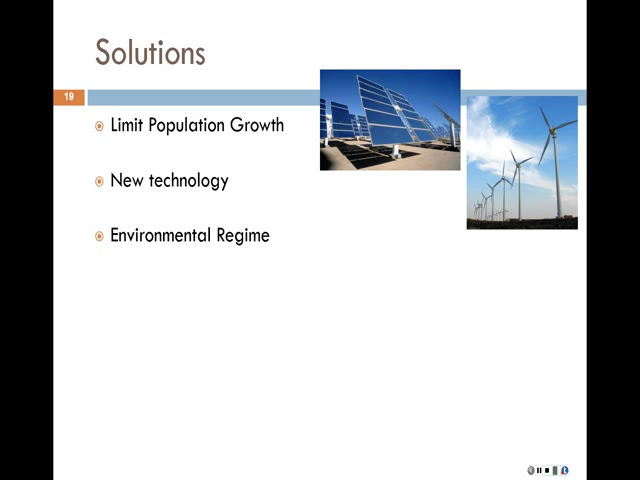 Solutions
19
Limit Population Growth
New technology
Environmental Regime